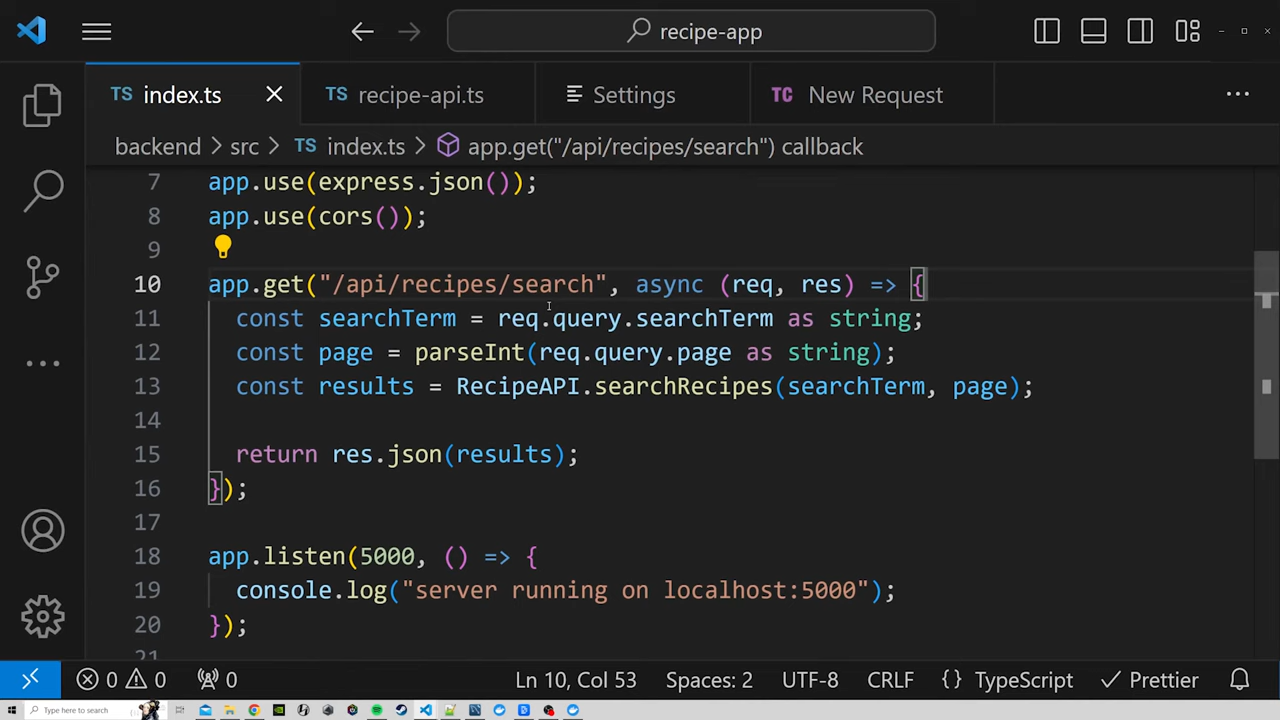 recipe-app
TS index.ts
TS recipe-api.ts
Settings
TC New Request
backend > src > TS index.ts > app.get("/api/recipes/search") callback
7 app.use(express.json());
8 app.use(cors());
9
10 app.get("/api/recipes/search", async (req, res) => {
11 const searchTerm = req.query.searchTerm as string;
12 const page = parseInt(req.query.page as string);
13 const results = RecipeAPI.searchRecipes(searchTerm, page);
14
15 return res.json(results);
16 });
17
18 app.listen(5000, () => {
19 console.log("server running on localhost:5000");
20 });
0 0 0 Ln 10, Col 53 Spaces: 2 UTF-8 CRLF {} TypeScript Prettier
Type here to search